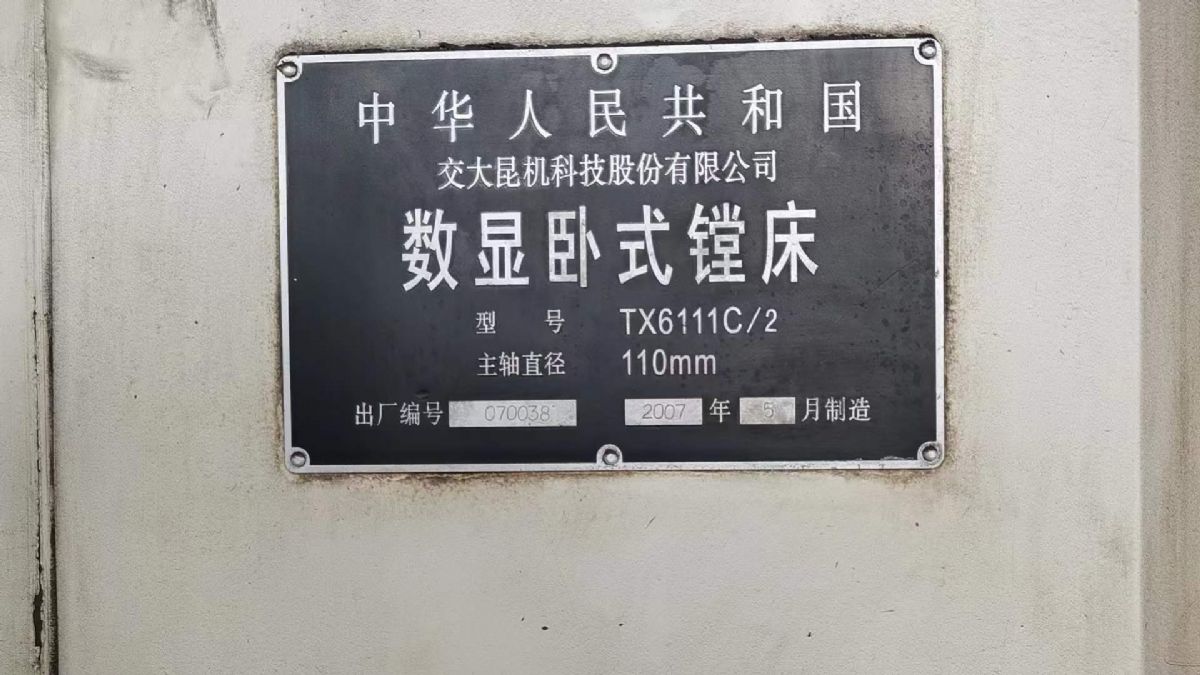 中华人民共和国
交大昆机科技股份有限公司
数显卧式镗床
型 号 TX6111C/2
主轴直径 110mm
出厂编号 070038 2007 年 5 月制造